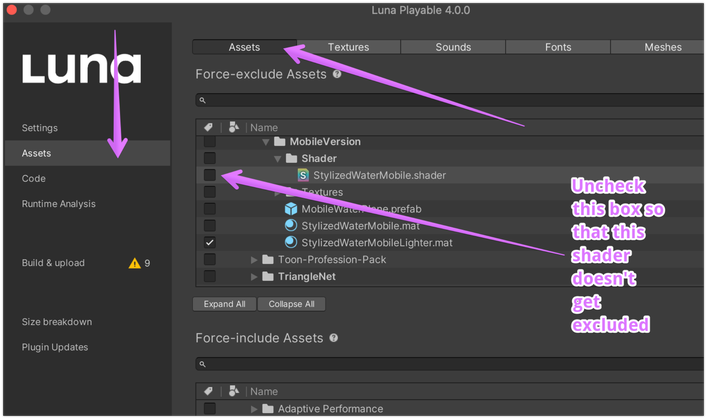 Luna Playable 4.0.0
LUNA
Settings
Assets
Code
Runtime Analysis
Build & upload 9
Size breakdown
Plugin Updates
Assets Textures Sounds Fonts Meshes
Force-exclude Assets ?
Name
MobileVersion
Shader
S StylizedWaterMobile.shader
Textures
MobileWaterPlane.prefab
StylizedWaterMobile.mat
StylizedWaterMobileLighter.mat
Toon-Profession-Pack
TriangleNet
Expand All Collapse All
Force-include Assets ?
Name
Adaptive Performance
Uncheck
this box so
that this
shader
doesn't
get
excluded